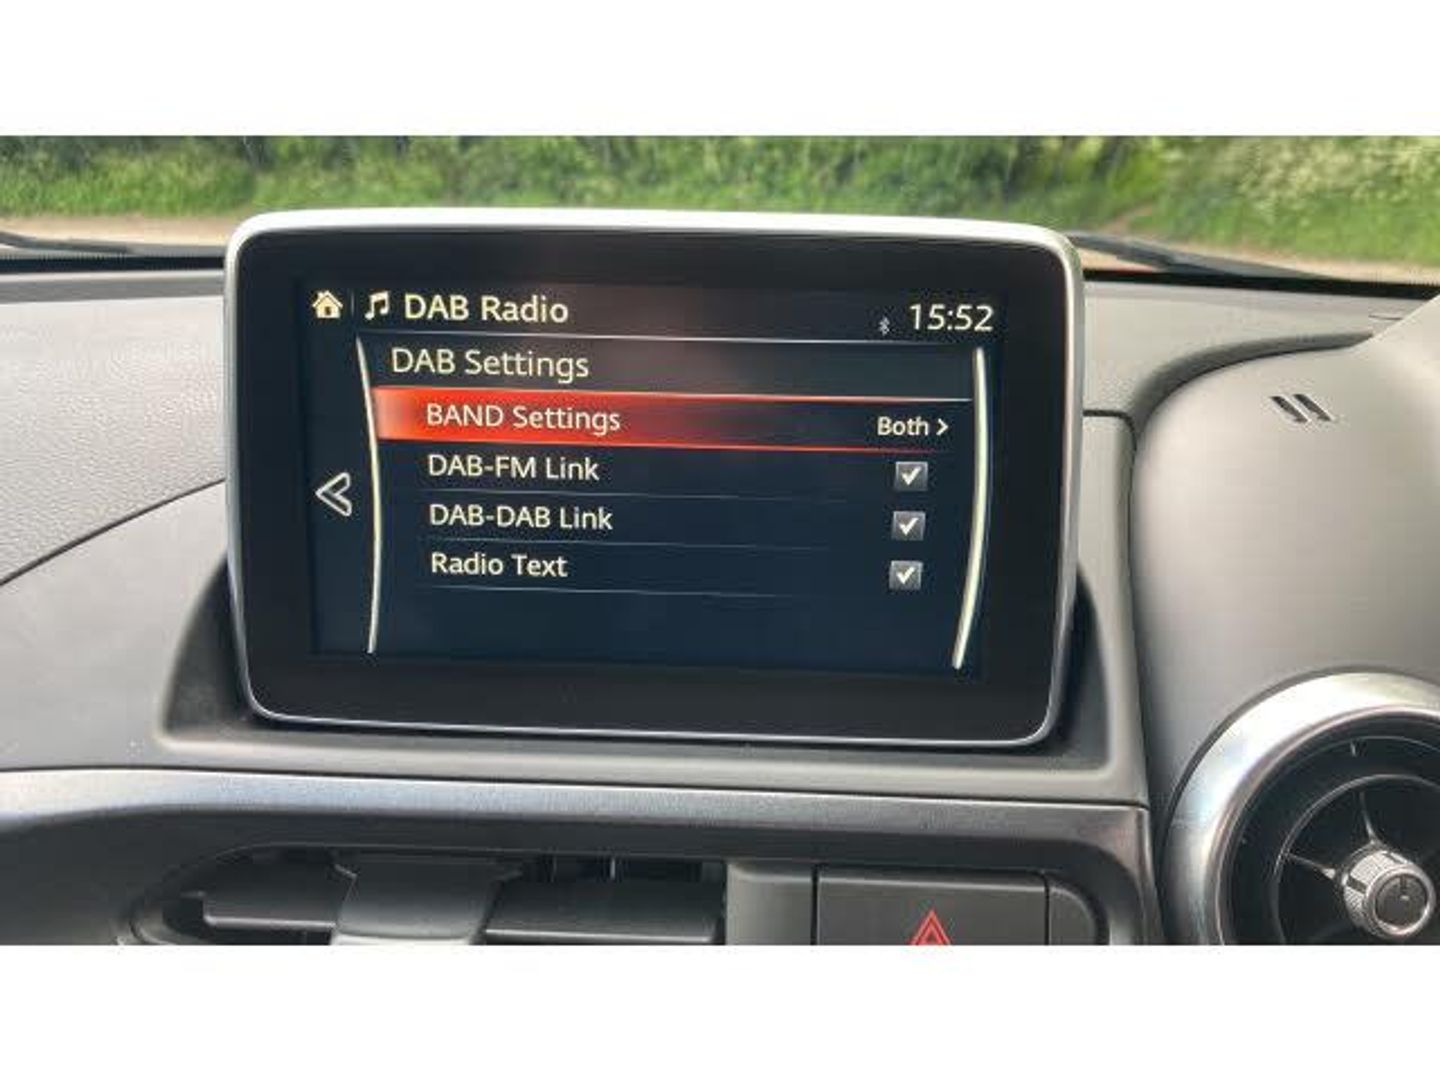 DAB Radio
15:52
DAB Settings
BAND Settings Both >
DAB-FM Link
DAB-DAB Link
Radio Text